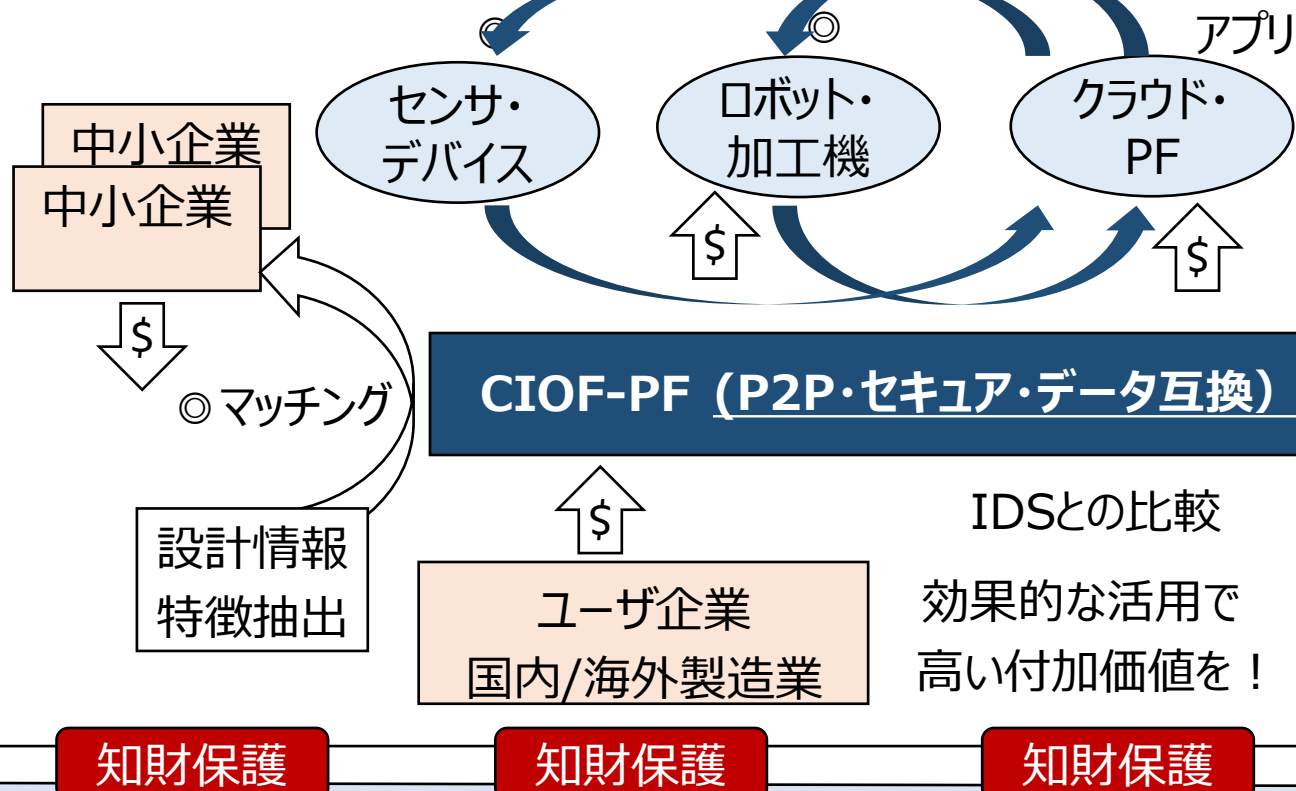 ◎
◎
アプリ
センサ・
デバイス
ロボット・
加工機
クラウド・
PF
中小企業
中小企業
$
$
$
◎マッチング
CIOF-PF (P2P・セキュア・データ互換)
設計情報
特徴抽出
$
ユーザ企業
国内/海外製造業
IDSとの比較
効果的な活用で
高い付加価値を！
知財保護
知財保護
知財保護